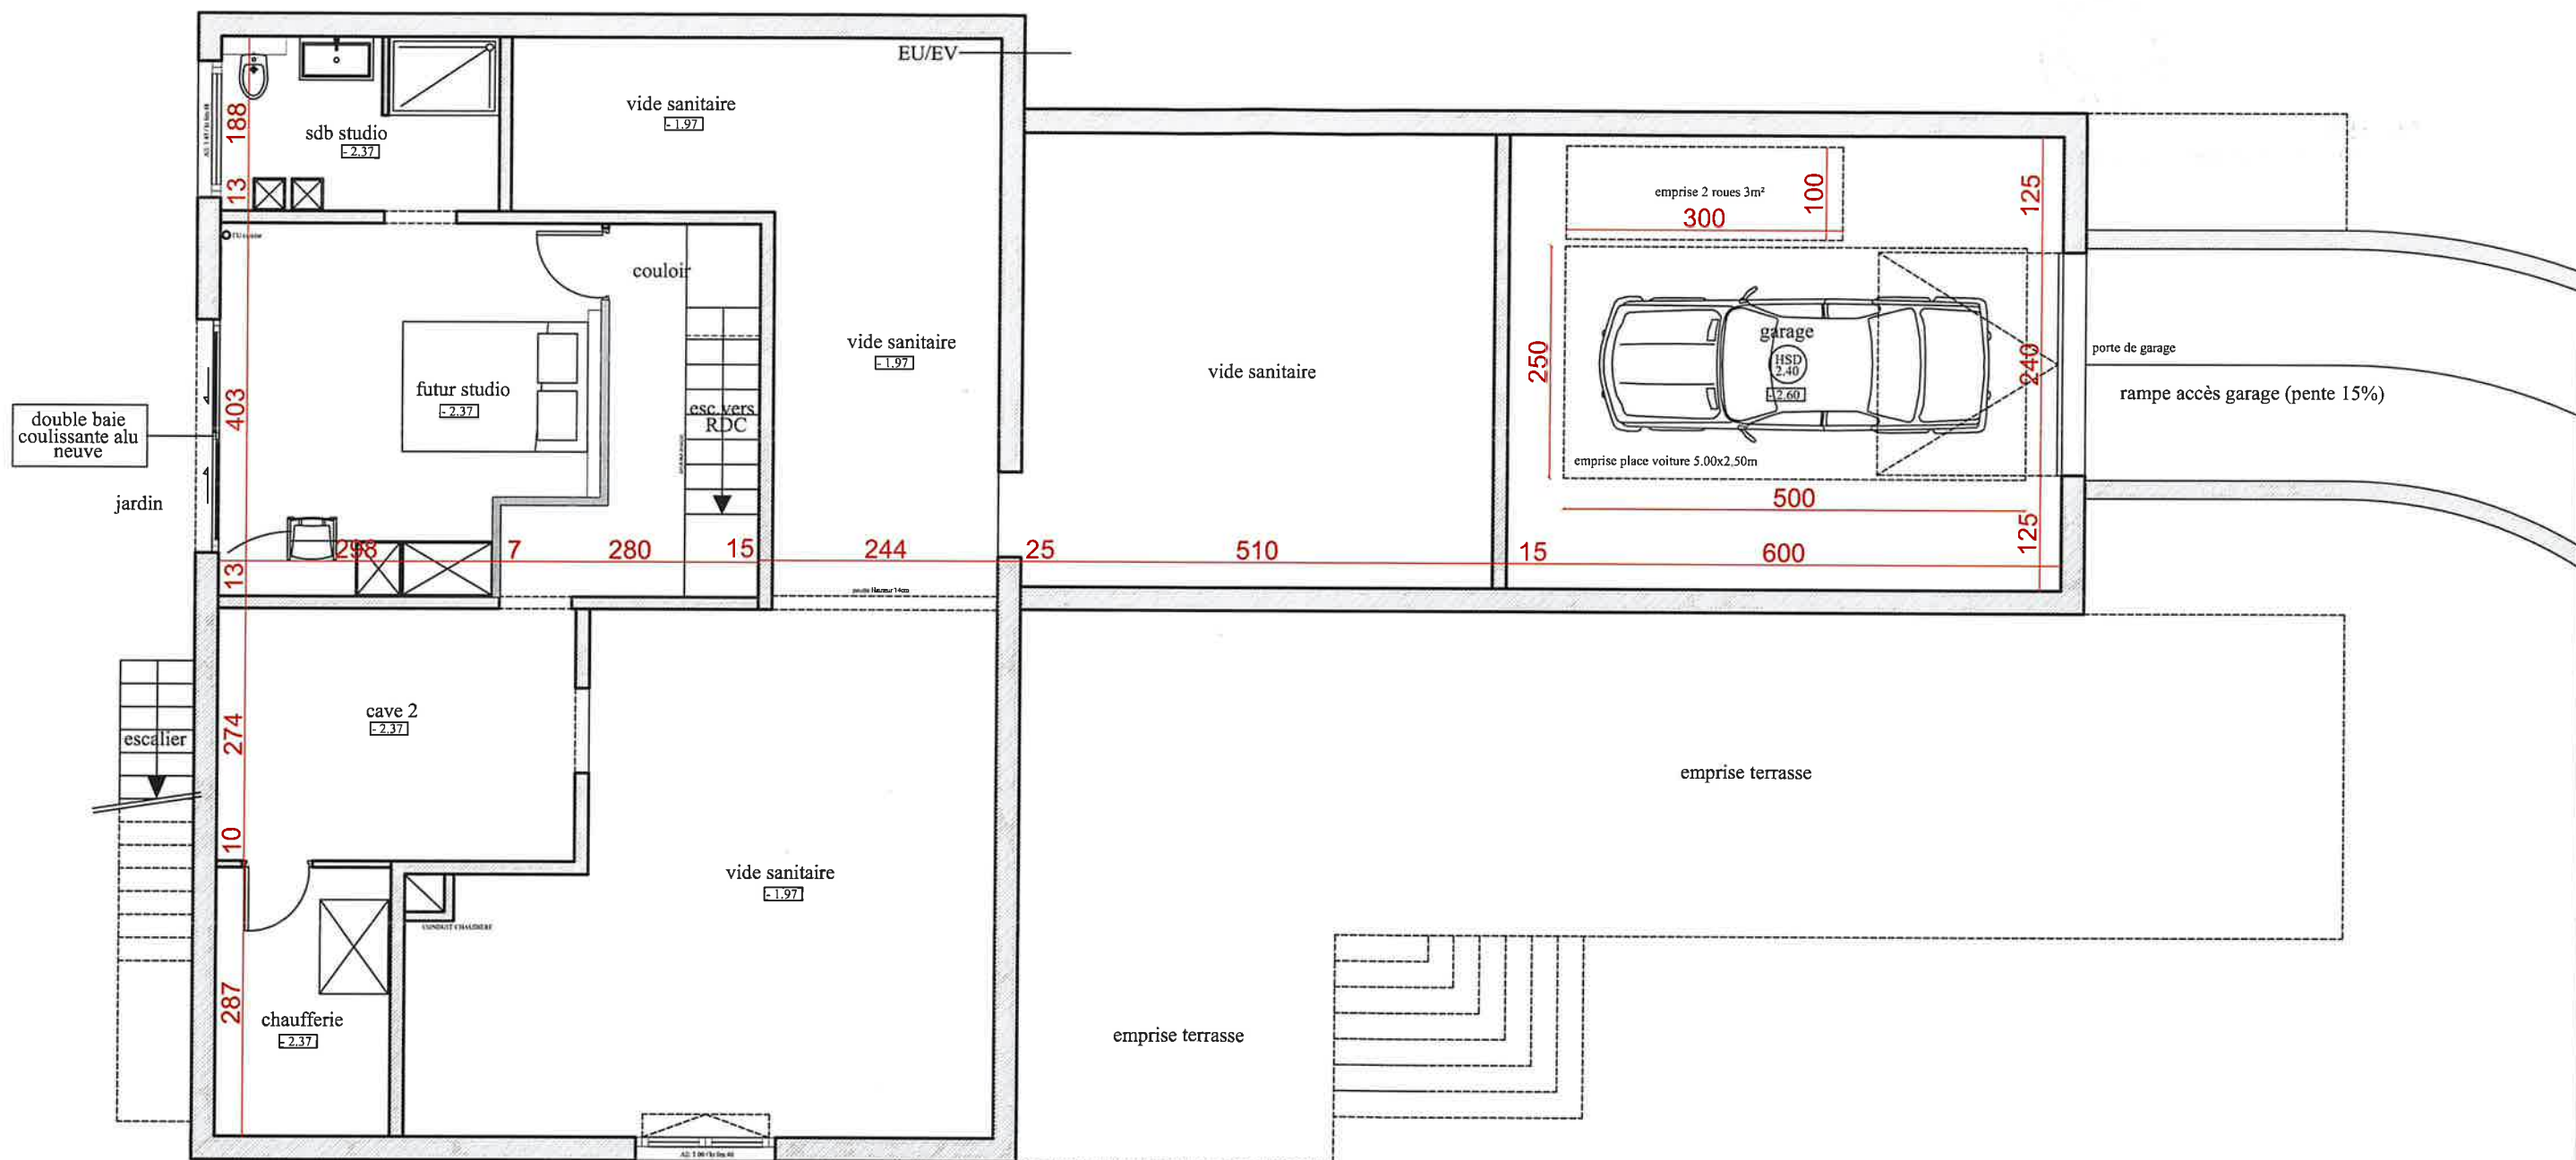 EU/EV
vide sanitaire
- 1.97
sdb studio
- 2.37
188
13
emprise 2 roues 3m²
100
300
125
couloir
vide sanitaire
- 1.97
vide sanitaire
futur studio
- 2.37
403
esc.vers
RDC
double baie
coulissante alu
neuve
jardin
250
garage
HSD
2.40
- 2.60
240
porte de garage
rampe accès garage (pente 15%)
emprise place voiture 5.00x2.50m
500
125
298
7
280
15
244
25
510
15
600
13
cave 2
- 2.37
274
escalier
10
emprise terrasse
vide sanitaire
- 1.97
CONDUIT CHAUDIERE
287
chaufferie
- 2.37
emprise terrasse